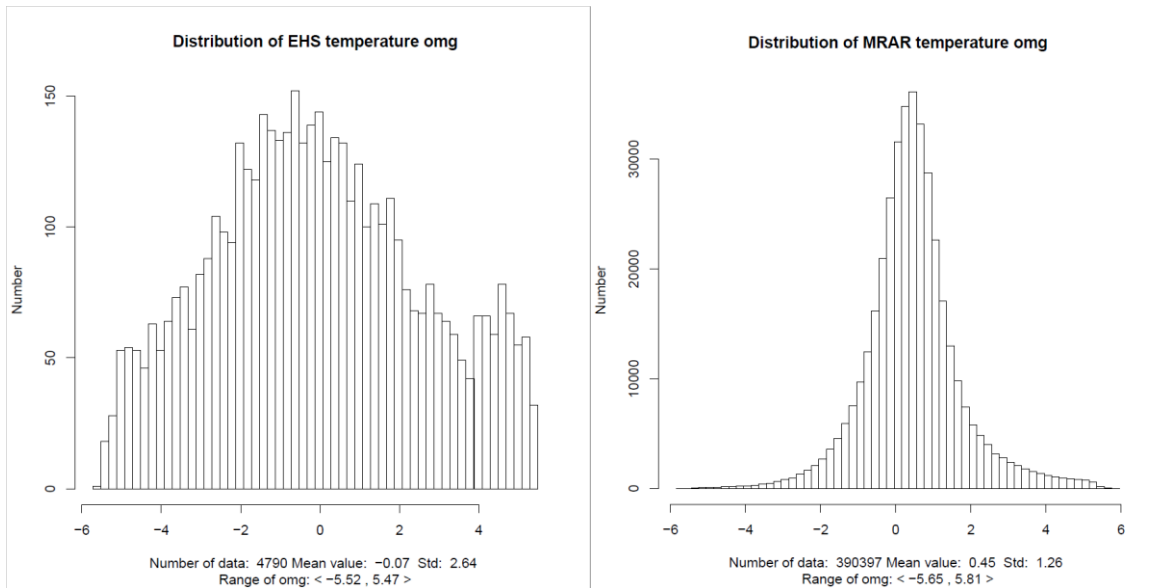 Distribution of EHS temperature omg
150
100
50
0
Number
−6 −4 −2 0 2 4
Number of data: 4790 Mean value: −0.07 Std: 2.64
Range of omg: < −5.52 , 5.47 >
Distribution of MRAR temperature omg
30000
20000
10000
0
Number
−6 −4 −2 0 2 4 6
Number of data: 390397 Mean value: 0.45 Std: 1.26
Range of omg: < −5.65 , 5.81 >